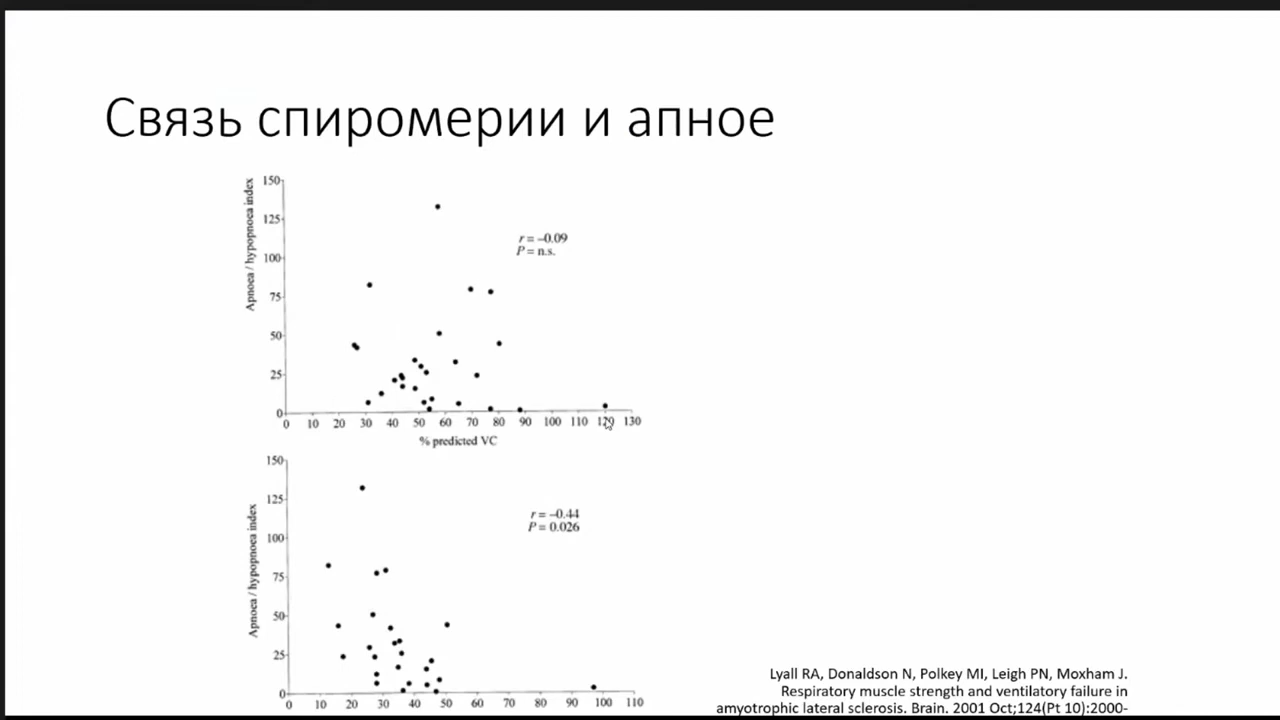 Связь спиромерии и апное
150
125
100
75
50
25
0
Apnoea / hypopnoea index
r = –0.09
P = n.s.
0 10 20 30 40 50 60 70 80 90 100 110 120 130
% predicted VC
150
125
100
75
50
25
0
Apnoea / hypopnoea index
r = –0.44
P = 0.026
0 10 20 30 40 50 60 70 80 90 100 110
Lyall RA, Donaldson N, Polkey MI, Leigh PN, Moxham J.
Respiratory muscle strength and ventilatory failure in
amyotrophic lateral sclerosis. Brain. 2001 Oct;124(Pt 10):2000-